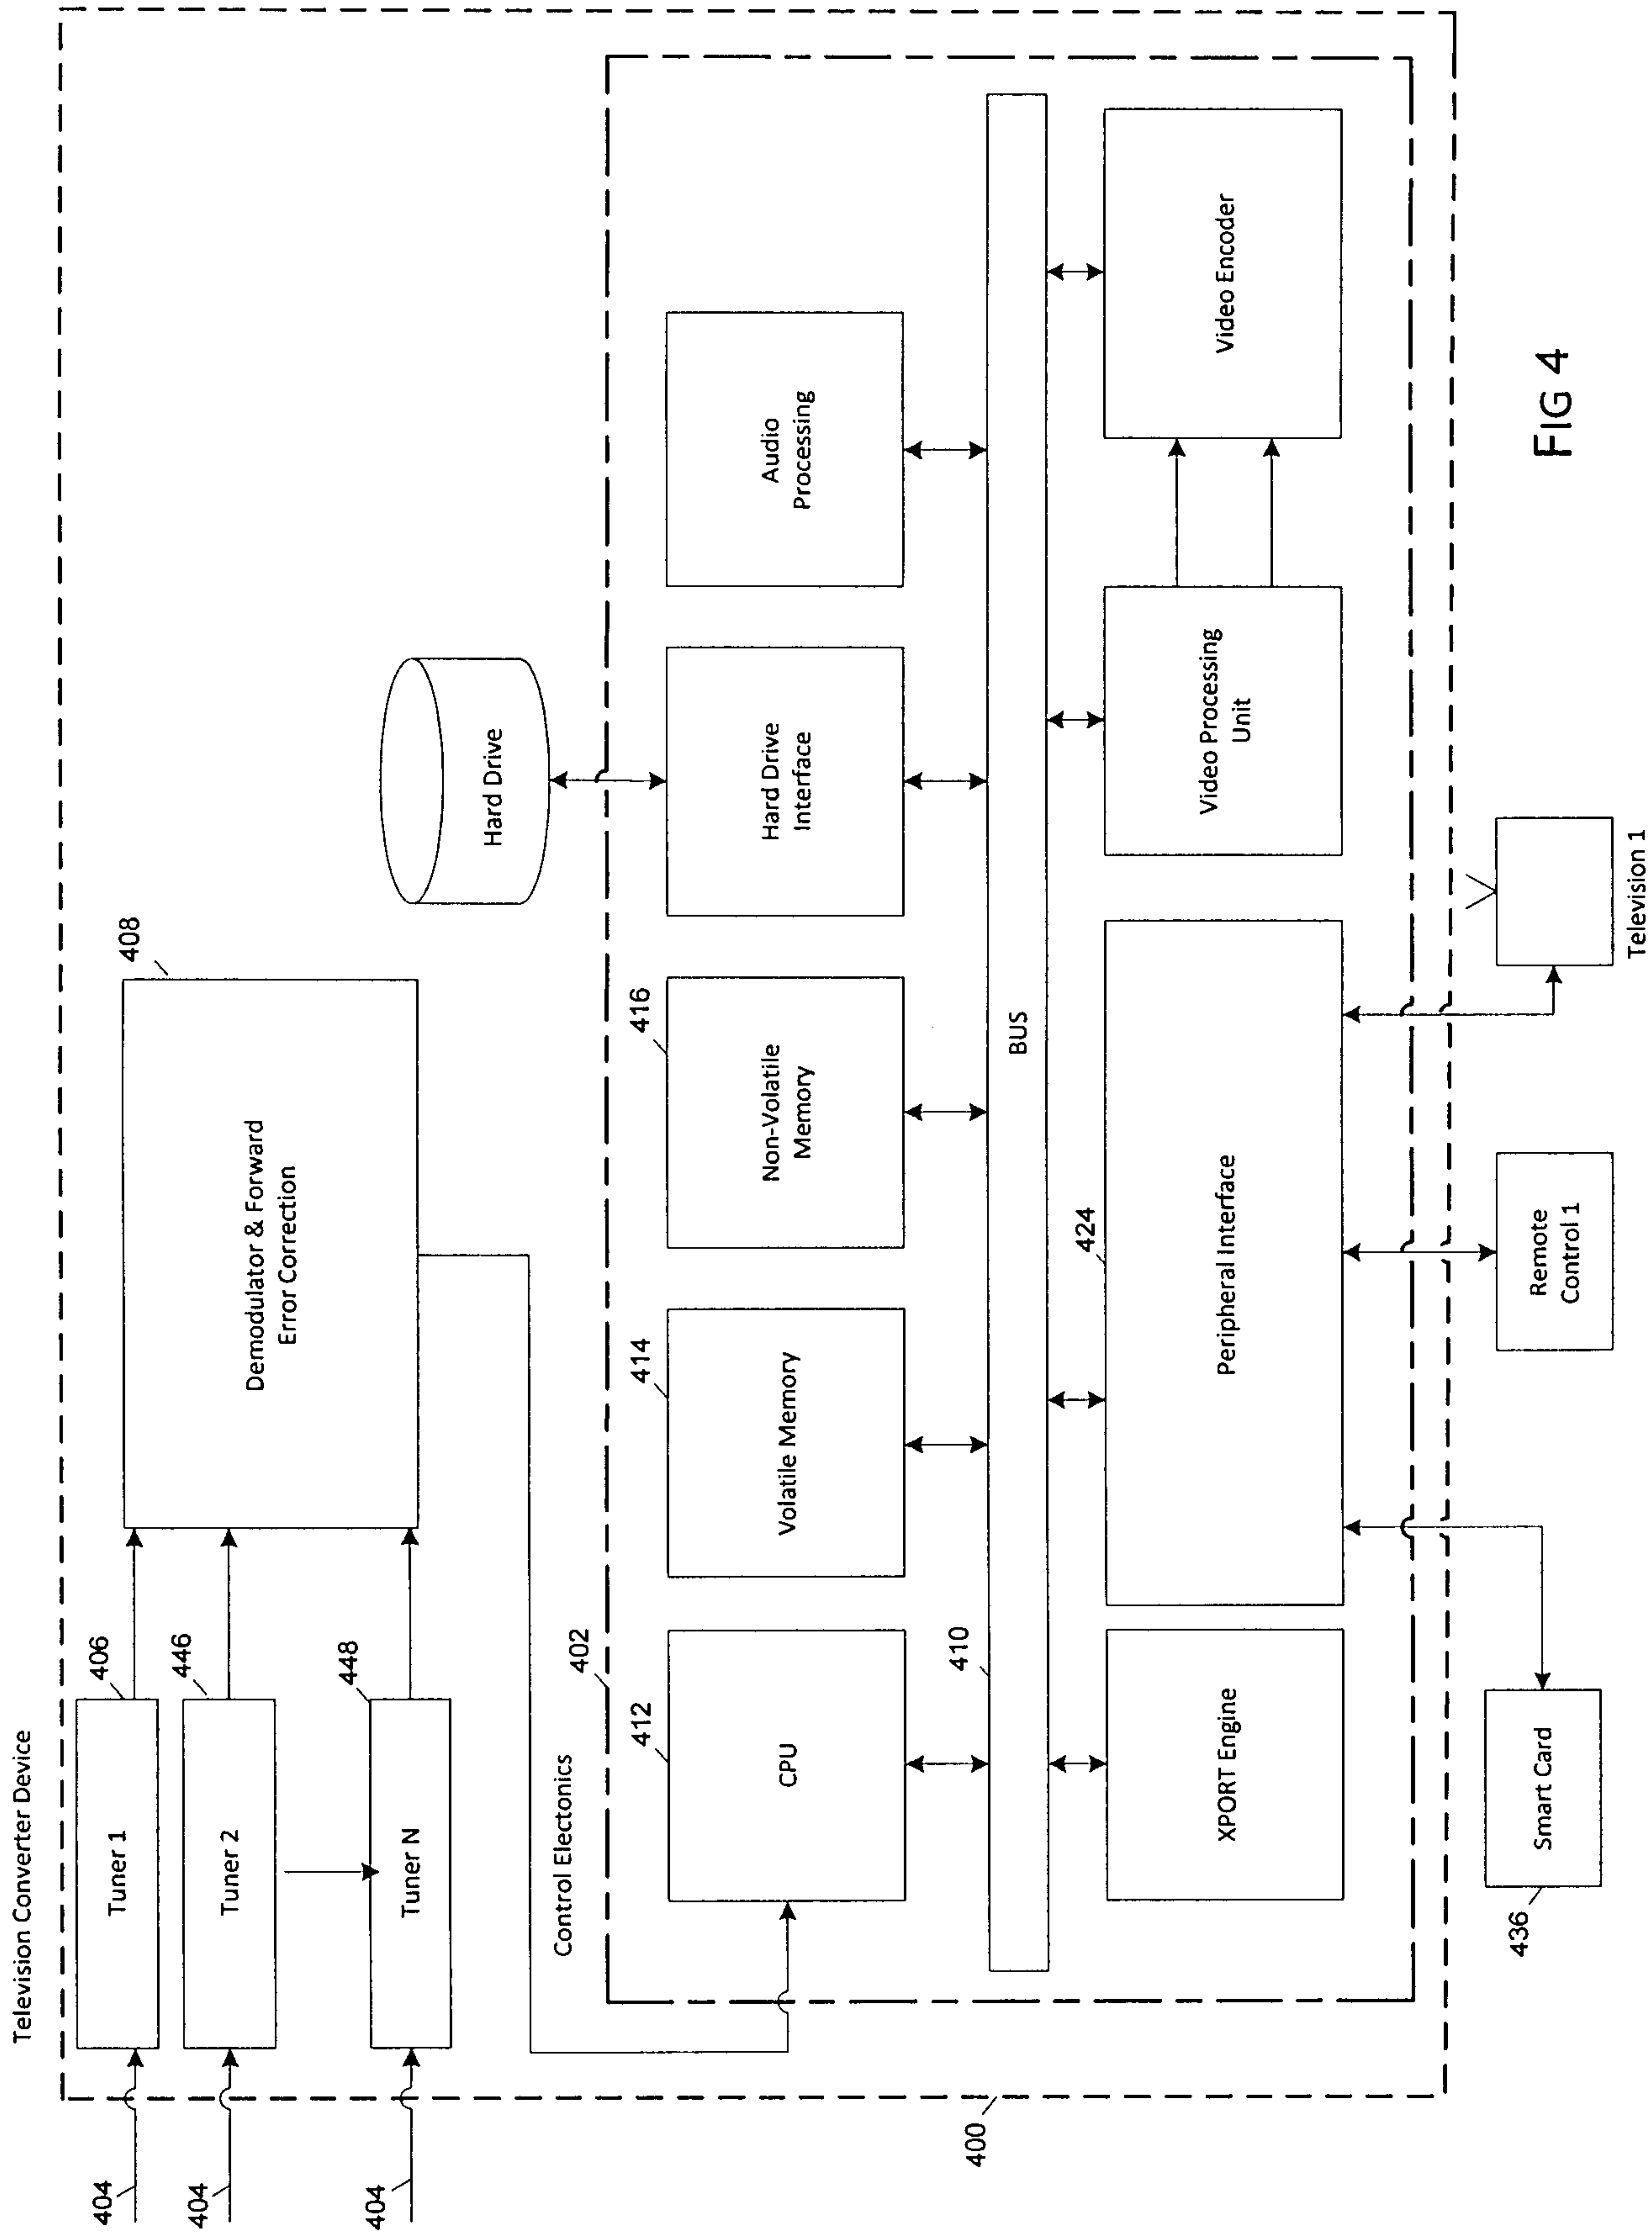 Television Converter Device
404
404
404
Tuner 1
406
Tuner 2
446
Tuner N
448
Demodulator & Forward
Error Correction
408
Hard Drive
Control Electonics
402
412
CPU
414
Volatile Memory
416
Non-Volatile
Memory
Hard Drive
Interface
Audio
Processing
410
BUS
XPORT Engine
424
Peripheral Interface
Video Processing
Unit
Video Encoder
400
436
Smart Card
Remote
Control 1
Television 1
FIG 4